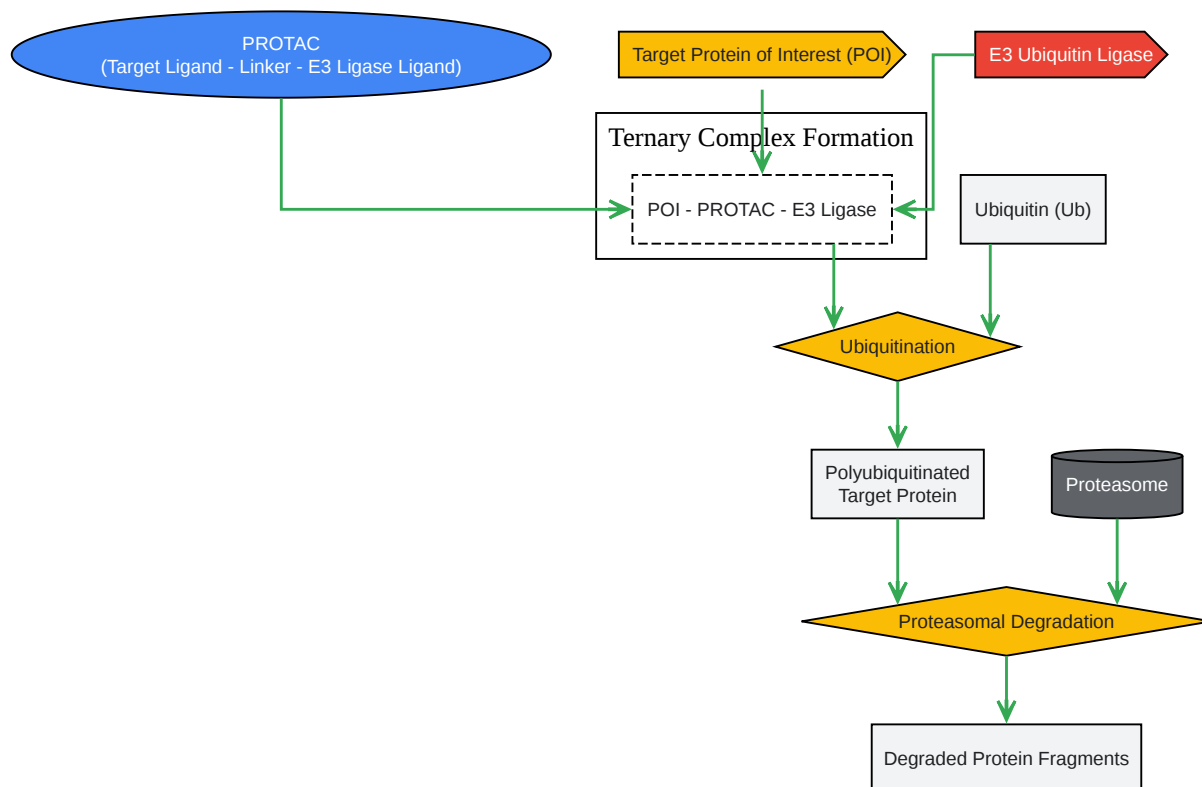 PROTAC
(Target Ligand - Linker - E3 Ligase Ligand)
Target Protein of Interest (POI)
E3 Ubiquitin Ligase
Ternary Complex Formation
POI - PROTAC - E3 Ligase
Ubiquitin (Ub)
Ubiquitination
Polyubiquitinated
Target Protein
Proteasome
Proteasomal Degradation
Degraded Protein Fragments